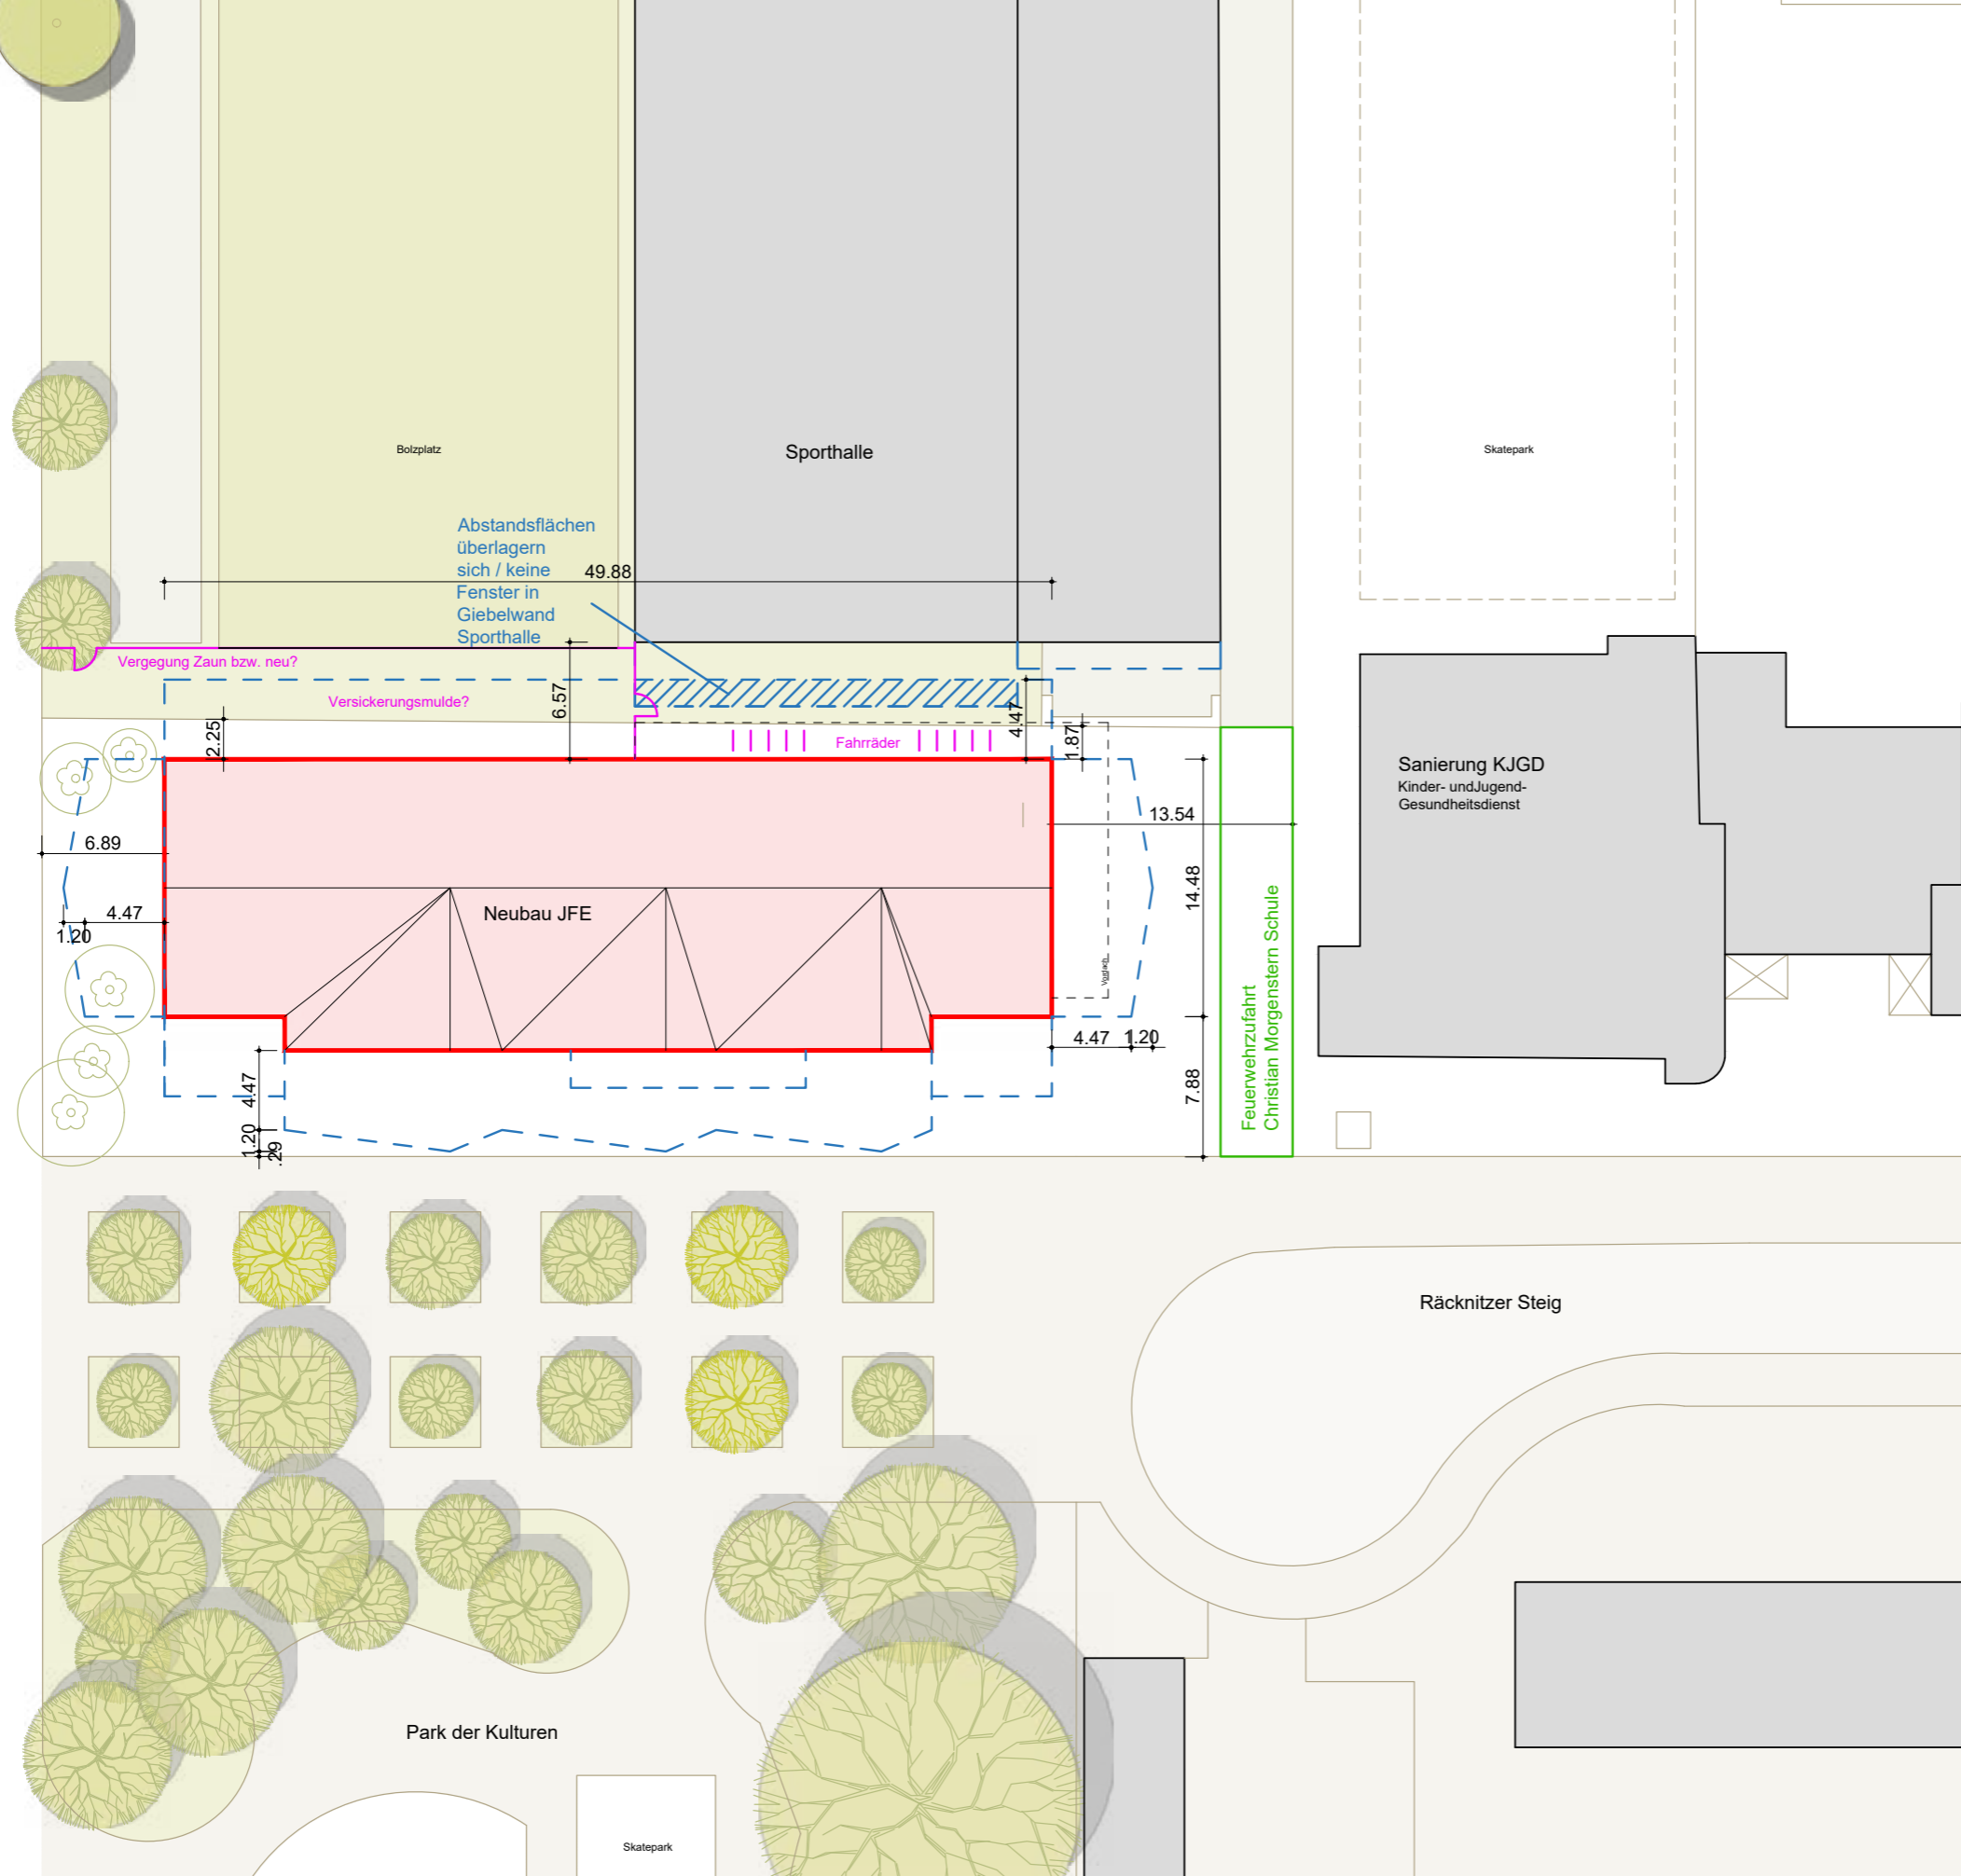 Bolzplatz
Sporthalle
Skatepark
Abstandsflächen
überlagern
sich / keine
Fenster in
Giebelwand
Sporthalle
49.88
Vergegung Zaun bzw. neu?
Versickerungsmulde?
6.57
4.47
2.25
1.87
Fahrräder
Sanierung KJGD
Kinder- undJugend-
Gesundheitsdienst
13.54
6.89
14.48
4.47
1.20
Neubau JFE
Vordach
Feuerwehrzufahrt
Christian Morgenstern Schule
4.47
1.20
7.88
4.47
1.20
.29
Räcknitzer Steig
Park der Kulturen
Skatepark